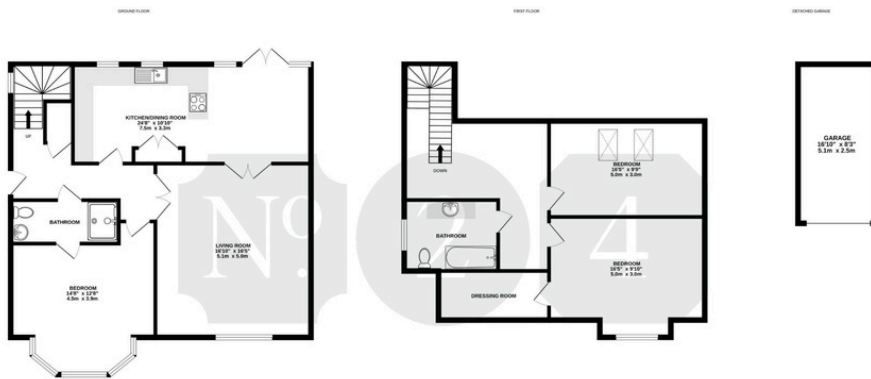 GROUND FLOOR
KITCHEN/DINING ROOM
24'8" x 10'10"
7.5m x 3.3m
UP
BATHROOM
LIVING ROOM
16'10" x 16'5"
5.1m x 5.0m
BEDROOM
14'9" x 12'9"
4.5m x 3.9m
FIRST FLOOR
DOWN
BEDROOM
16'5" x 9'9"
5.0m x 3.0m
BATHROOM
BEDROOM
16'5" x 9'10"
5.0m x 3.0m
DRESSING ROOM
DETACHED GARAGE
GARAGE
16'10" x 8'3"
5.1m x 2.5m
No. 24